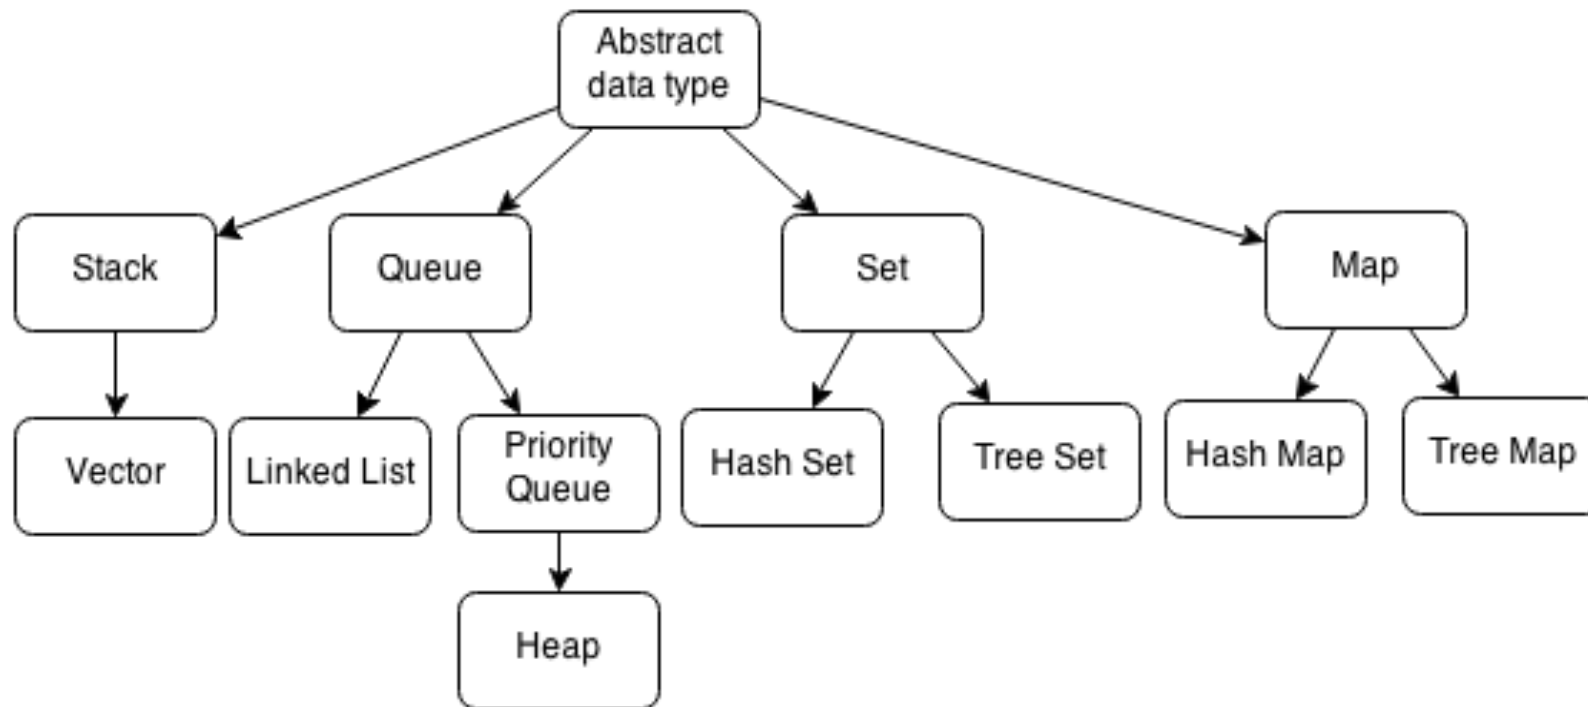 Abstract
data type
Stack
Queue
Set
Map
Vector
Linked List
Priority
Queue
Hash Set
Tree Set
Hash Map
Tree Map
Heap